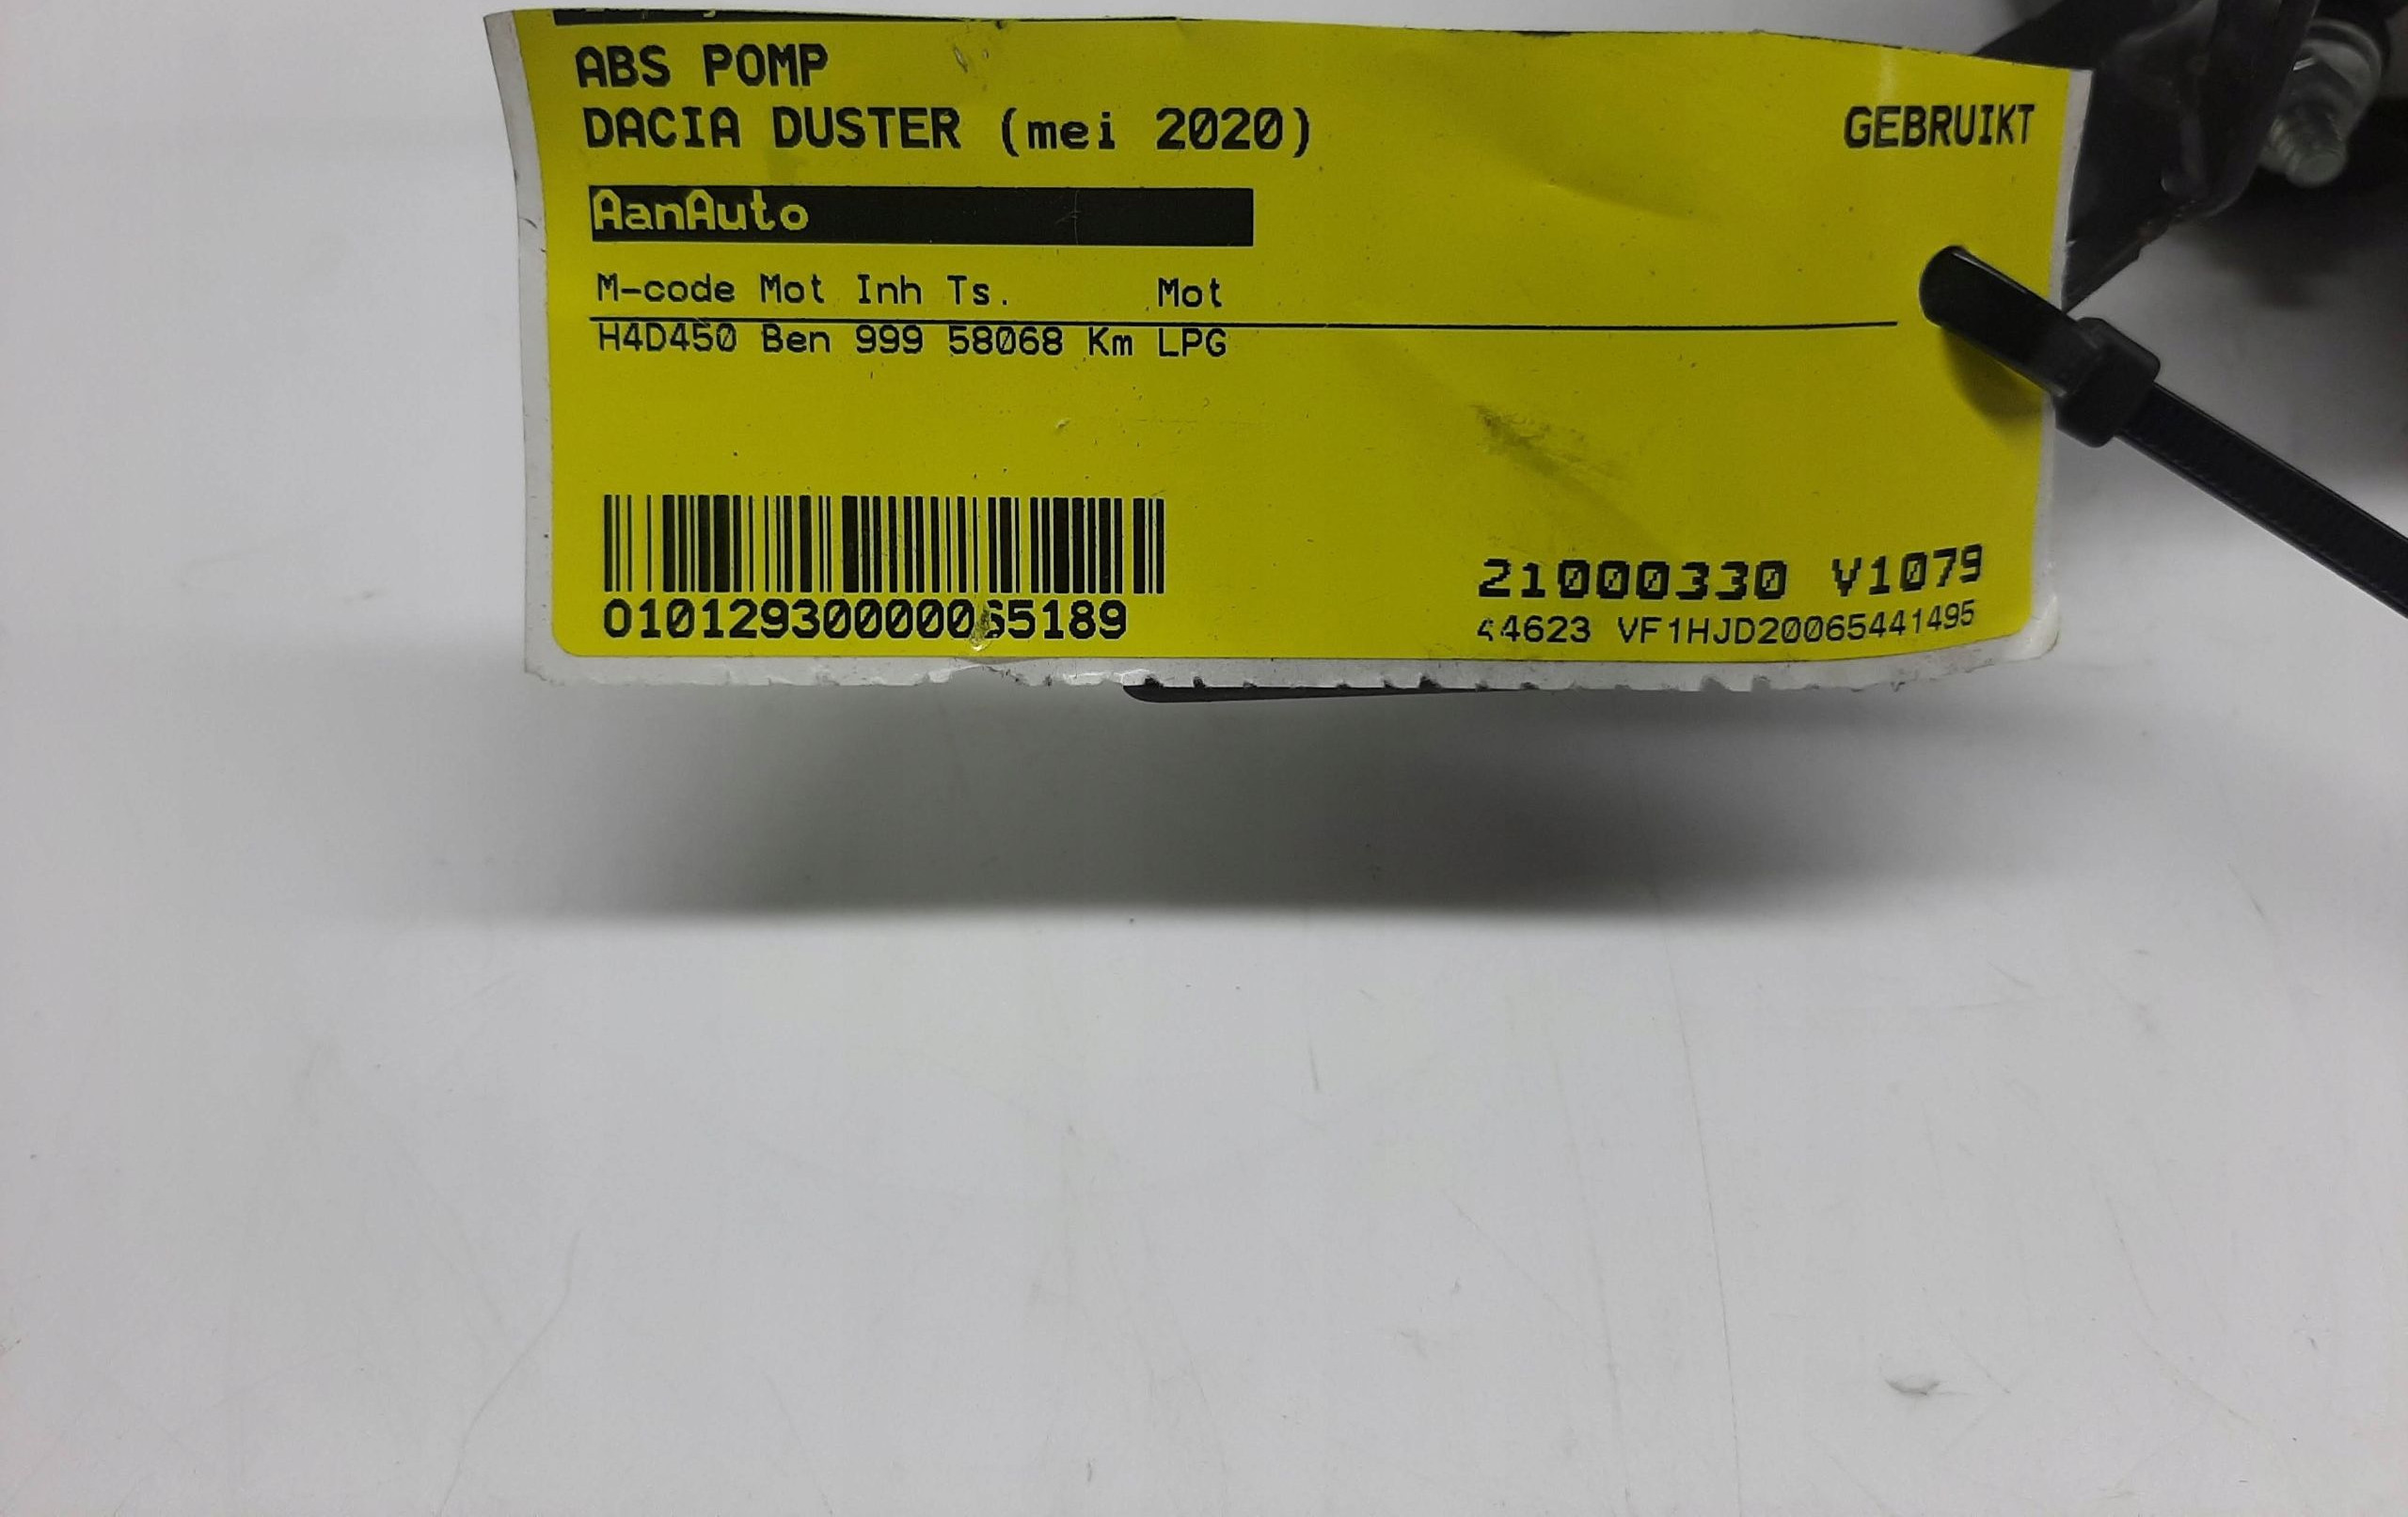 ABS POMP
DACIA DUSTER (mei 2020) GEBRUIKT
AanAuto
M-code Mot Inh Ts. Mot
H4D450 Ben 999 58068 Km LPG
21000330 V1079
01012930000065189
44623 VF1HJD20065441495